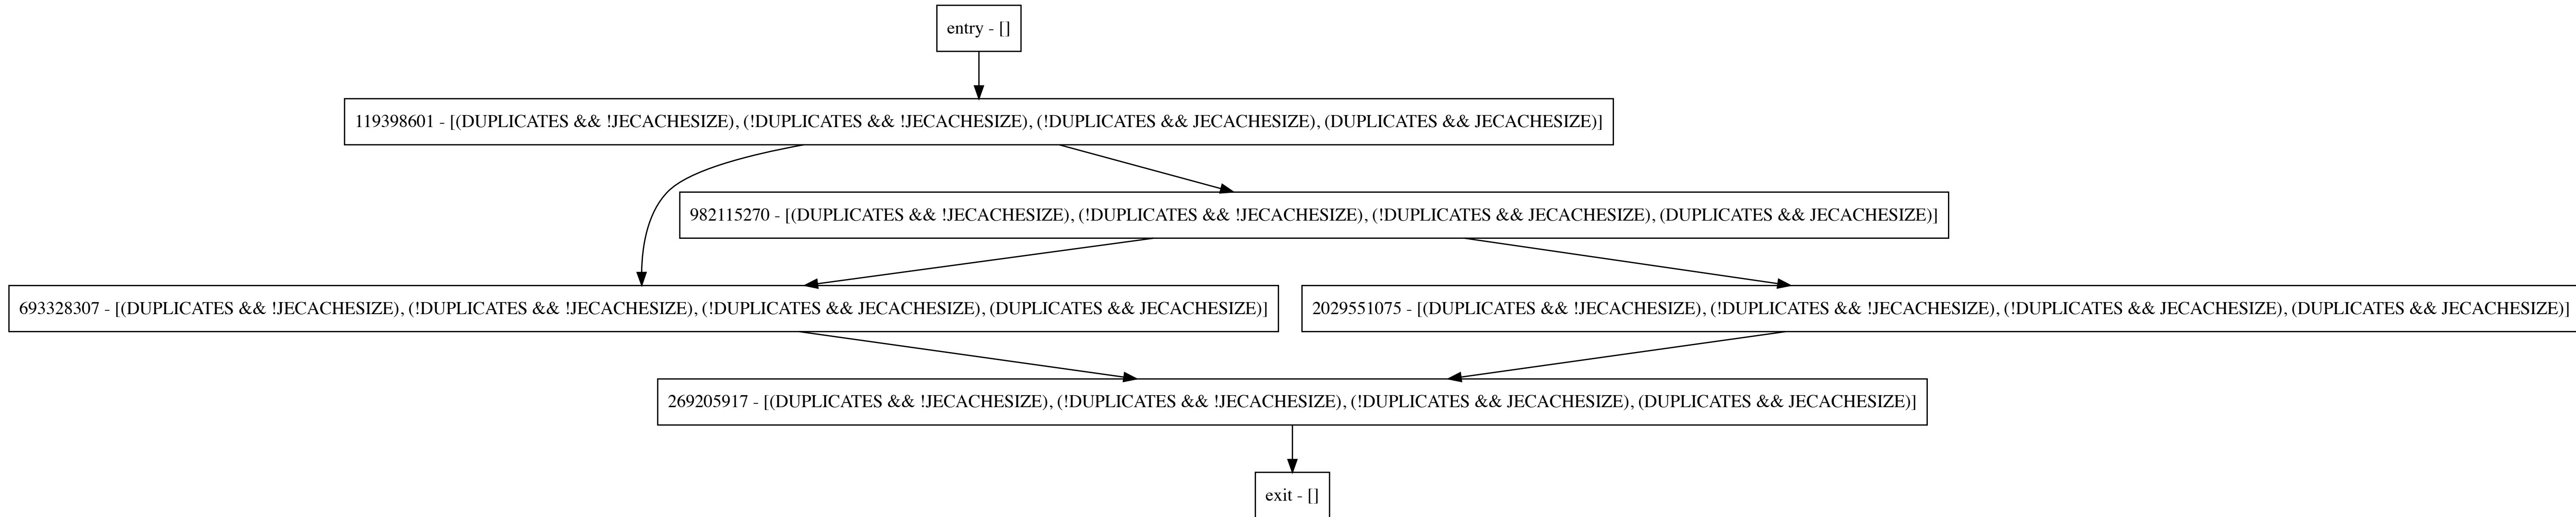 entry - []
119398601 - [(DUPLICATES && !JECACHESIZE), (!DUPLICATES && !JECACHESIZE), (!DUPLICATES && JECACHESIZE), (DUPLICATES && JECACHESIZE)]
982115270 - [(DUPLICATES && !JECACHESIZE), (!DUPLICATES && !JECACHESIZE), (!DUPLICATES && JECACHESIZE), (DUPLICATES && JECACHESIZE)]
693328307 - [(DUPLICATES && !JECACHESIZE), (!DUPLICATES && !JECACHESIZE), (!DUPLICATES && JECACHESIZE), (DUPLICATES && JECACHESIZE)]
2029551075 - [(DUPLICATES && !JECACHESIZE), (!DUPLICATES && !JECACHESIZE), (!DUPLICATES && JECACHESIZE), (DUPLICATES && JECACHESIZE)]
269205917 - [(DUPLICATES && !JECACHESIZE), (!DUPLICATES && !JECACHESIZE), (!DUPLICATES && JECACHESIZE), (DUPLICATES && JECACHESIZE)]
exit - []